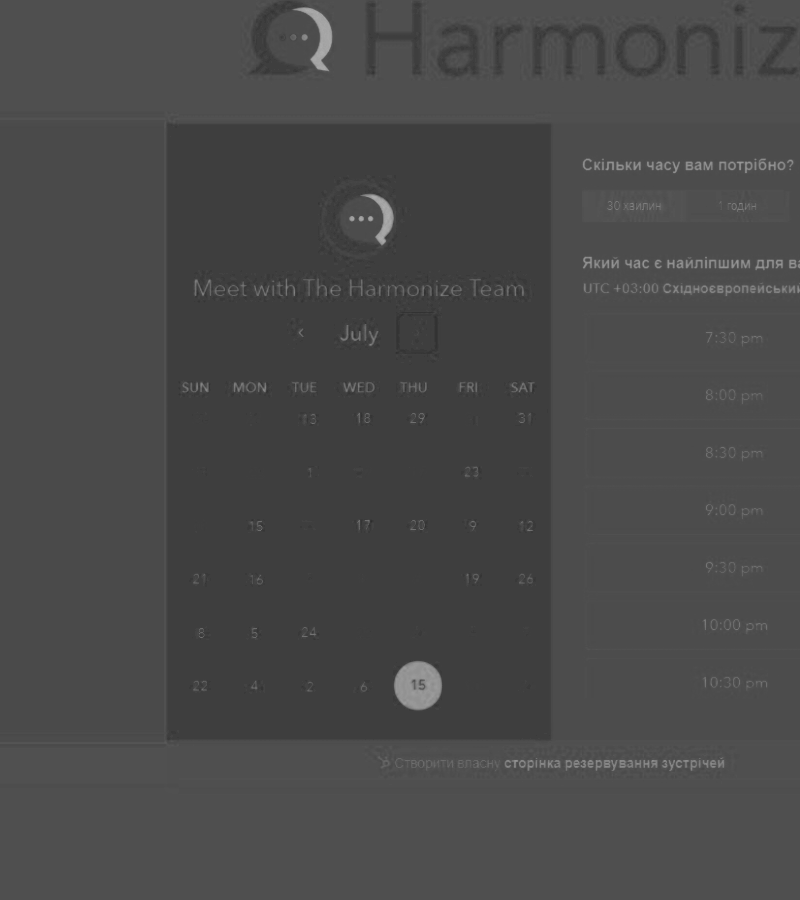 Harmoniz
Скільки часу вам потрібно?
30 хвилин 1 годин
Який час є найліпшим для ва
UTC +03:00 Східноєвропейський
Meet with The Harmonize Team
July
SUN MON TUE WED THU FRI SAT
13 18 29 31
1 23
15 17 20 9 12
21 16 19 26
8 5 24
22 4 2 6 15
7:30 pm
8:00 pm
8:30 pm
9:00 pm
9:30 pm
10:00 pm
10:30 pm
Створити власну сторінка резервування зустрічей